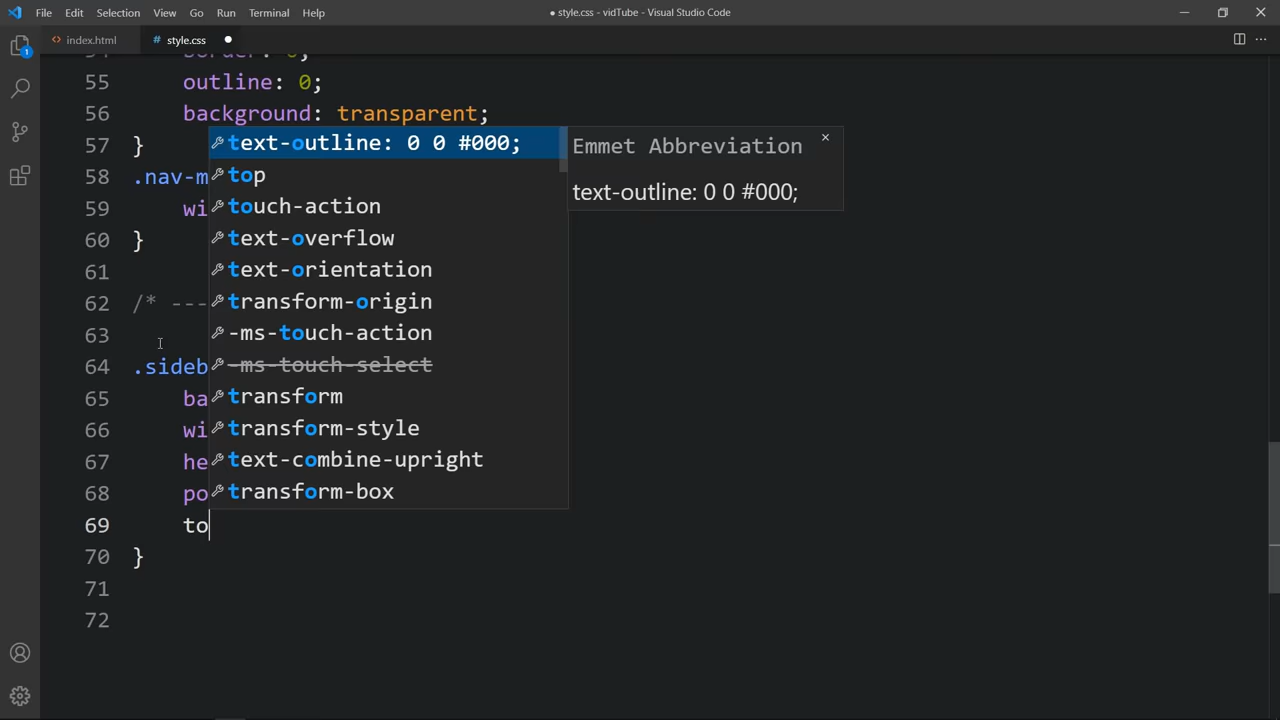 File Edit Selection View Go Run Terminal Help
● style.css - vidTube - Visual Studio Code
1
<> index.html
# style.css ●
55 outline: 0;
56 background: transparent;
57 }
58 .nav-m
59 wi
60 }
61
62 /* ---
63
64 .sideb
65 ba
66 wi
67 he
68 po
69 to
70 }
71
72
text-outline: 0 0 #000;
top
touch-action
text-overflow
text-orientation
transform-origin
-ms-touch-action
-ms-touch-select
transform
transform-style
text-combine-upright
transform-box
Emmet Abbreviation
text-outline: 0 0 #000;